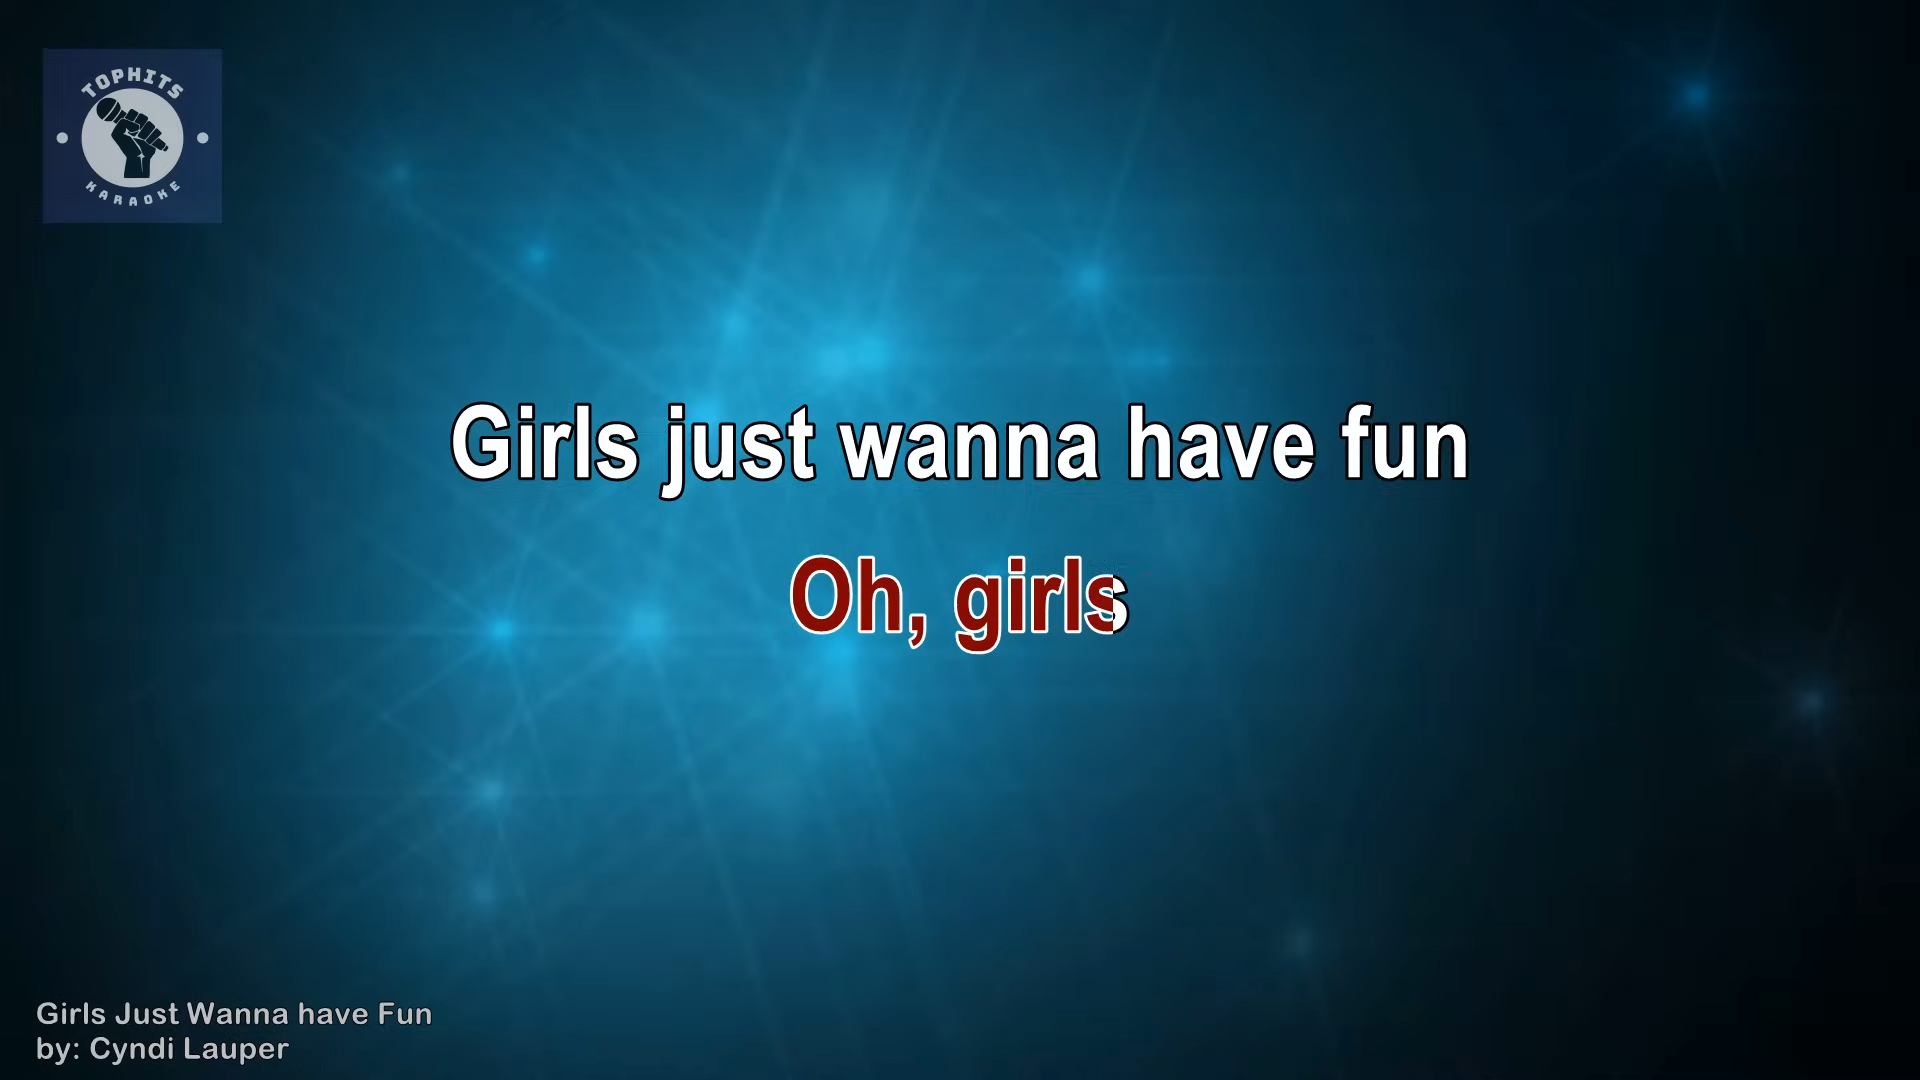 TOPHITS
KARAOKE
Girls just wanna have fun
Oh, girls
Girls Just Wanna have Fun
by: Cyndi Lauper